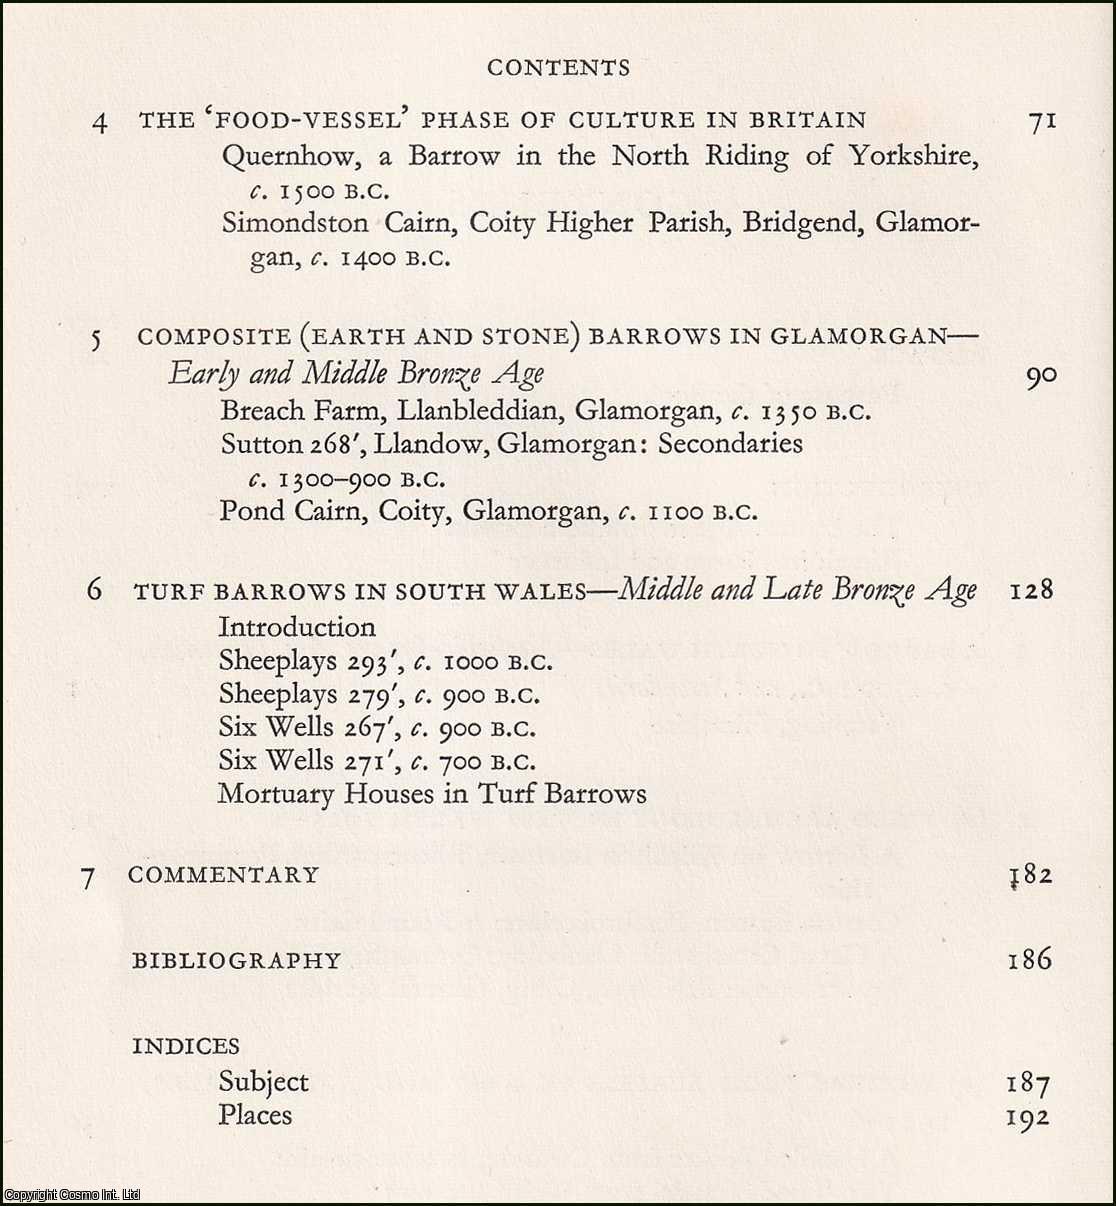 CONTENTS
4 THE ‘FOOD-VESSEL’ PHASE OF CULTURE IN BRITAIN 71
Quernhow, a Barrow in the North Riding of Yorkshire,
c. 1500 B.C.
Simondston Cairn, Coity Higher Parish, Bridgend, Glamor-
gan, c. 1400 B.C.
5 COMPOSITE (EARTH AND STONE) BARROWS IN GLAMORGAN—
Early and Middle Bronze Age 90
Breach Farm, Llanbleddian, Glamorgan, c. 1350 B.C.
Sutton 268′, Llandow, Glamorgan: Secondaries
c. 1300–900 B.C.
Pond Cairn, Coity, Glamorgan, c. 1100 B.C.
6 TURF BARROWS IN SOUTH WALES—Middle and Late Bronze Age 128
Introduction
Sheeplays 293′, c. 1000 B.C.
Sheeplays 279′, c. 900 B.C.
Six Wells 267′, c. 900 B.C.
Six Wells 271′, c. 700 B.C.
Mortuary Houses in Turf Barrows
7 COMMENTARY 182
BIBLIOGRAPHY 186
INDICES
Subject 187
Places 192
Copyright Cosmo Int. Ltd